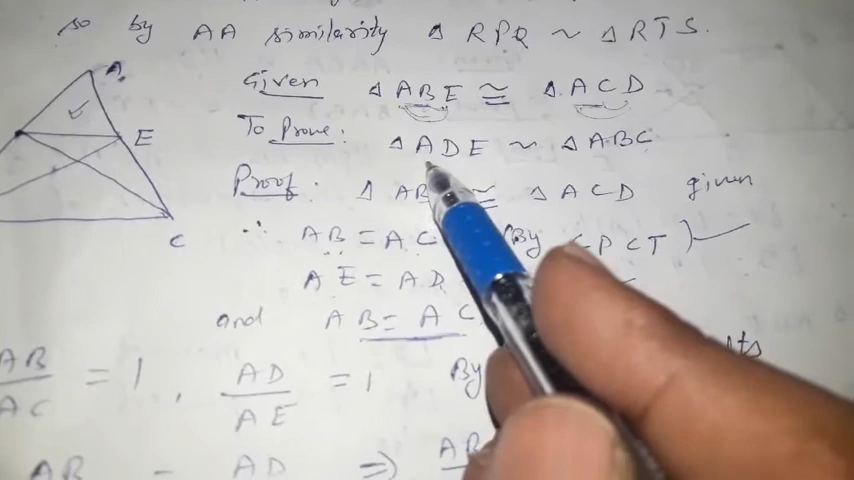 so by AA similarity Δ RPQ ~ Δ RTS.
A
E
C
Given Δ ABE ≅ Δ ACD
To Prove: Δ ADE ~ Δ ABC
Proof: Δ AB ≅ Δ ACD given
∴ AB = AC (By CPCT)
AE = AD
and AB = AC
AB/AC = 1, AD/AE = 1 By
AB = AD ⇒ AB